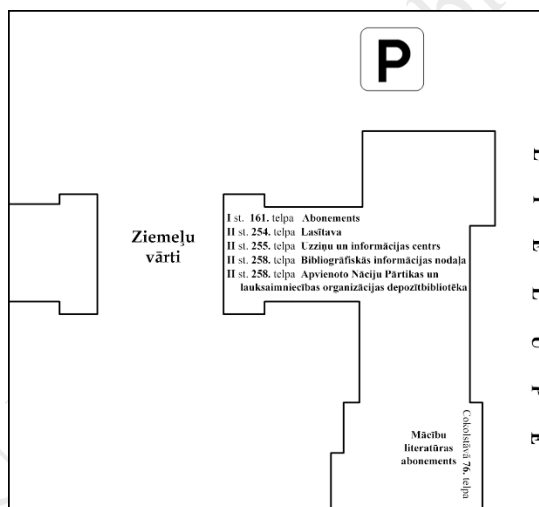 P
Ziemeļu
vārti
I st. 161. telpa Abonements
II st. 254. telpa Lasītava
II st. 255. telpa Uzziņu un informācijas centrs
II st. 258. telpa Bibliogrāfiskās informācijas nodaļa
II st. 258. telpa Apvienoto Nāciju Pārtikas un
lauksaimniecības organizācijas depozītbibliotēka
L I E L U P E
Mācību
literatūras
abonements
Cokolstāvā 76. telpa